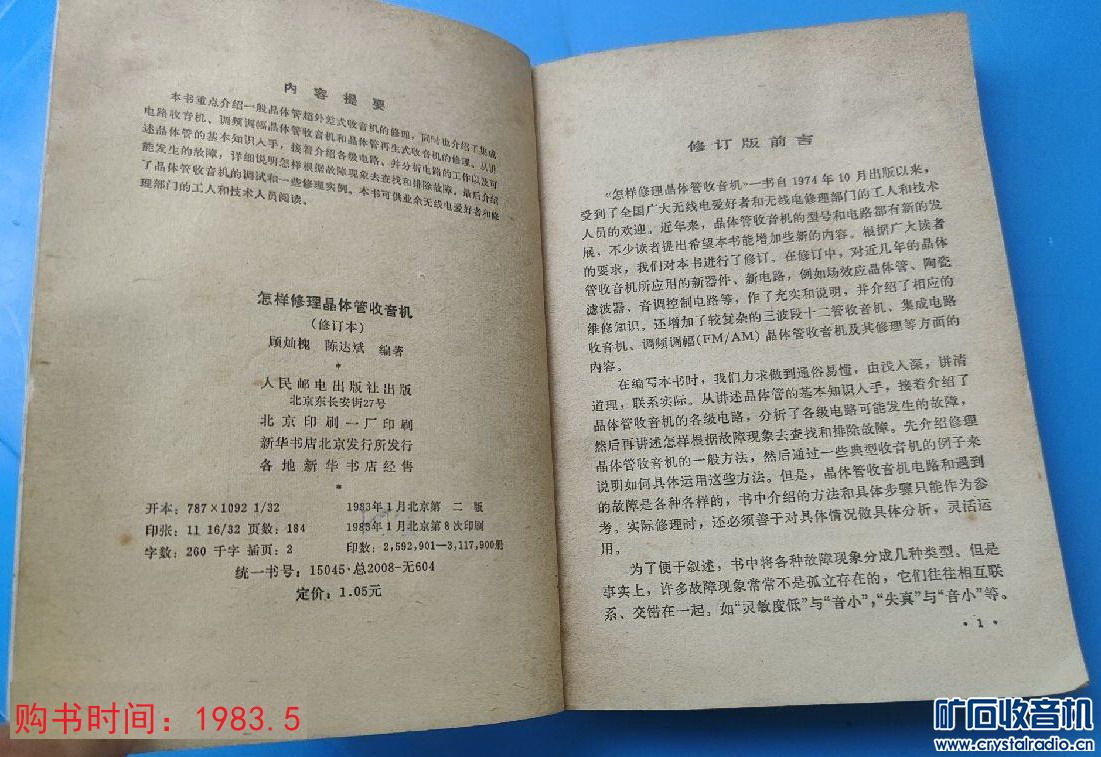 内容提要
本书重点介绍一般晶体管超外差式收音机的修理，同时也介绍了集成
电路收音机、调频调幅晶体管收音机和晶体管再生式收音机的修理。从讲
述晶体管的基本知识入手，接着介绍各级电路、并分析电路的工作以及可
能发生的故障，详细说明怎样根据故障现象去查找和排除故障。最后介绍
了晶体管收音机的调试和一些修理实例。本书可供业余无线电爱好者和修
理部门的工人和技术人员阅读。
怎样修理晶体管收音机
(修订本)
顾灿槐 陈达斌 编著
*
人民邮电出版社出版
北京东长安街27号
北京印刷一厂印刷
新华书店北京发行所发行
各地新华书店经售
*
开本：787×1092 1/32 1983年1月北京第 二 版
印张：11 16/32 页数：184 1983年1月北京第8次印刷
字数：260 千字 插页：2 印数：2,592,901—3,117,900册
统一书号：15045·总2008-无604
定价：1.05元
修订版前言
“怎样修理晶体管收音机”一书自1974年10月出版以来，
受到了全国广大无线电爱好者和无线电修理部门的工人和技术
人员的欢迎。近年来，晶体管收音机的型号和电路都有新的发
展，不少读者提出希望本书能增加些新的内容。根据广大读者
的要求，我们对本书进行了修订。在修订中，对近几年的晶体
管收音机所应用的新器件、新电路，例如场效应晶体管、陶瓷
滤波器、音调控制电路等，作了充实和说明，并介绍了相应的
维修知识。还增加了较复杂的三波段十二管收音机、集成电路
收音机、调频调幅(FM/AM)晶体管收音机及其修理等方面的
内容。
在编写本书时，我们力求做到通俗易懂，由浅入深，讲清
道理，联系实际。从讲述晶体管的基本知识入手，接着介绍了
晶体管收音机的各级电路，分析了各级电路可能发生的故障，
然后再讲述怎样根据故障现象去查找和排除故障。先介绍修理
晶体管收音机的一般方法，然后通过一些典型收音机的例子来
说明如何具体运用这些方法。但是，晶体管收音机电路和遇到
的故障是各种各样的，书中介绍的方法和具体步骤只能作为参
考。实际修理时，还必须善于对具体情况做具体分析，灵活运
用。
为了便于叙述，书中将各种故障现象分成几种类型。但是
事实上，许多故障现象常常不是孤立存在的，它们往往相互联
系、交错在一起。如“灵敏度低”与“音小”，“失真”与“音小”等。
·1·
购书时间：1983.5
矿石收音机
www.crystalradio.cn